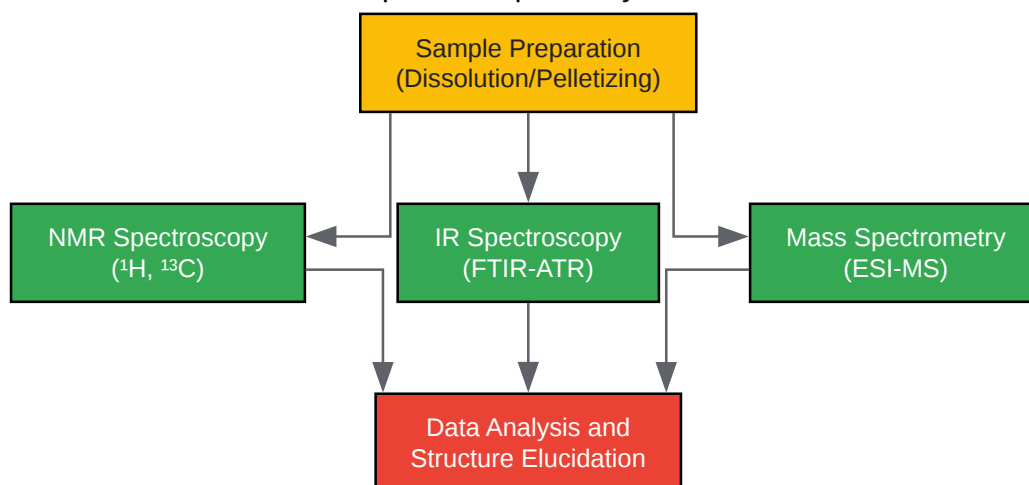 Sample Preparation
(Dissolution/Pelletizing)
NMR Spectroscopy
(¹H, ¹³C)
IR Spectroscopy
(FTIR-ATR)
Mass Spectrometry
(ESI-MS)
Data Analysis and
Structure Elucidation